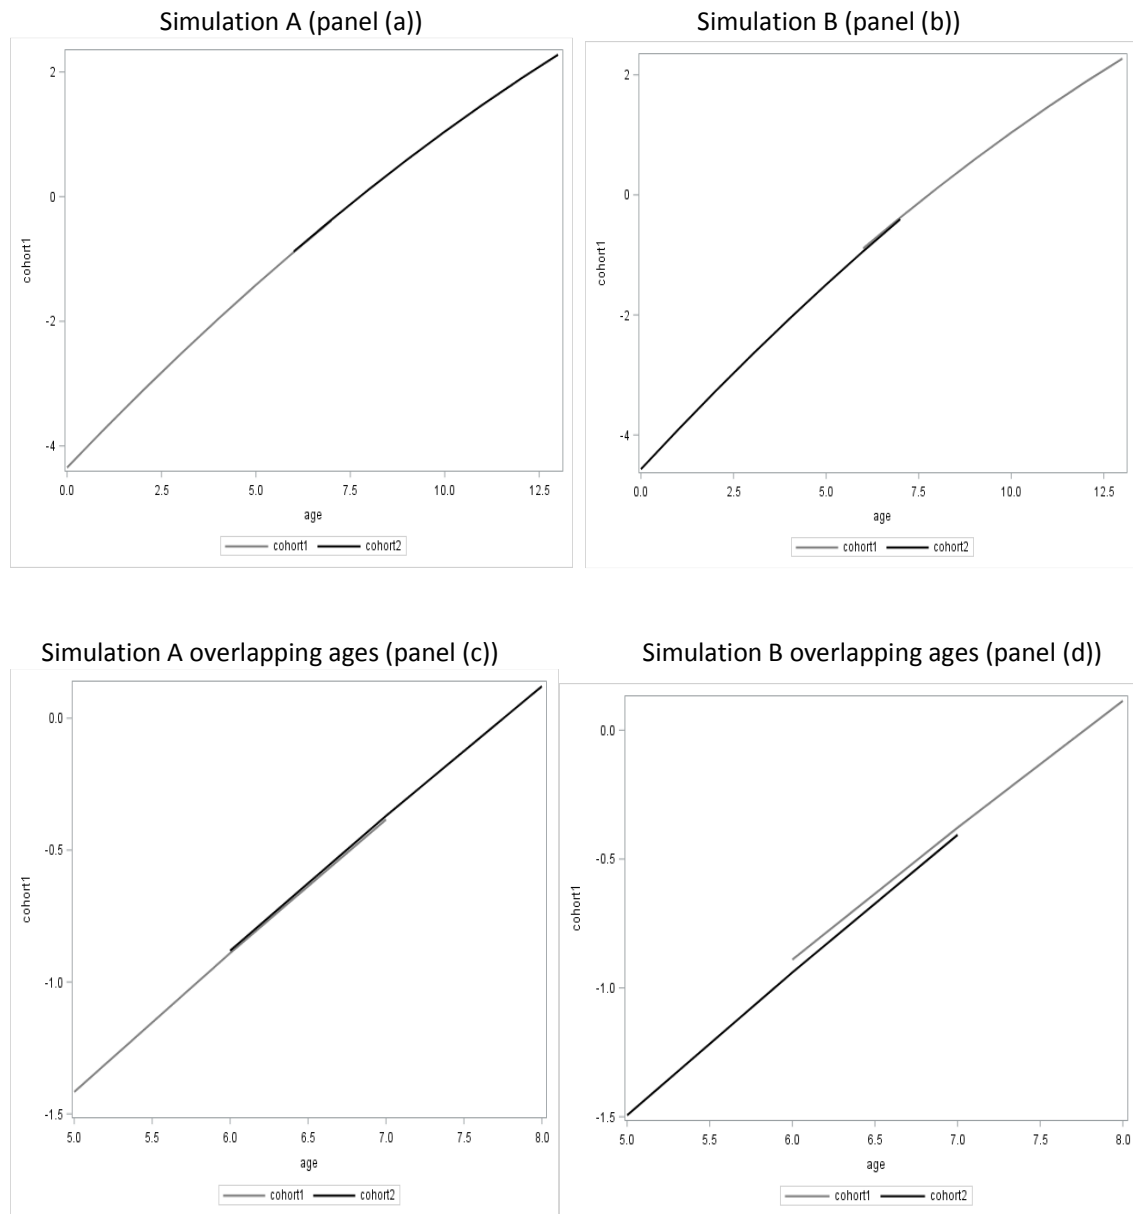 Simulation A (panel (a))
Simulation B (panel (b))
2
0
-2
-4
cohort1
0.0 2.5 5.0 7.5 10.0 12.5
age
cohort1 cohort2
2
0
-2
-4
cohort1
0.0 2.5 5.0 7.5 10.0 12.5
age
cohort1 cohort2
Simulation A overlapping ages (panel (c))
Simulation B overlapping ages (panel (d))
0.0
-0.5
-1.0
-1.5
cohort1
5.0 5.5 6.0 6.5 7.0 7.5 8.0
age
cohort1 cohort2
0.0
-0.5
-1.0
-1.5
cohort1
5.0 5.5 6.0 6.5 7.0 7.5 8.0
age
cohort1 cohort2